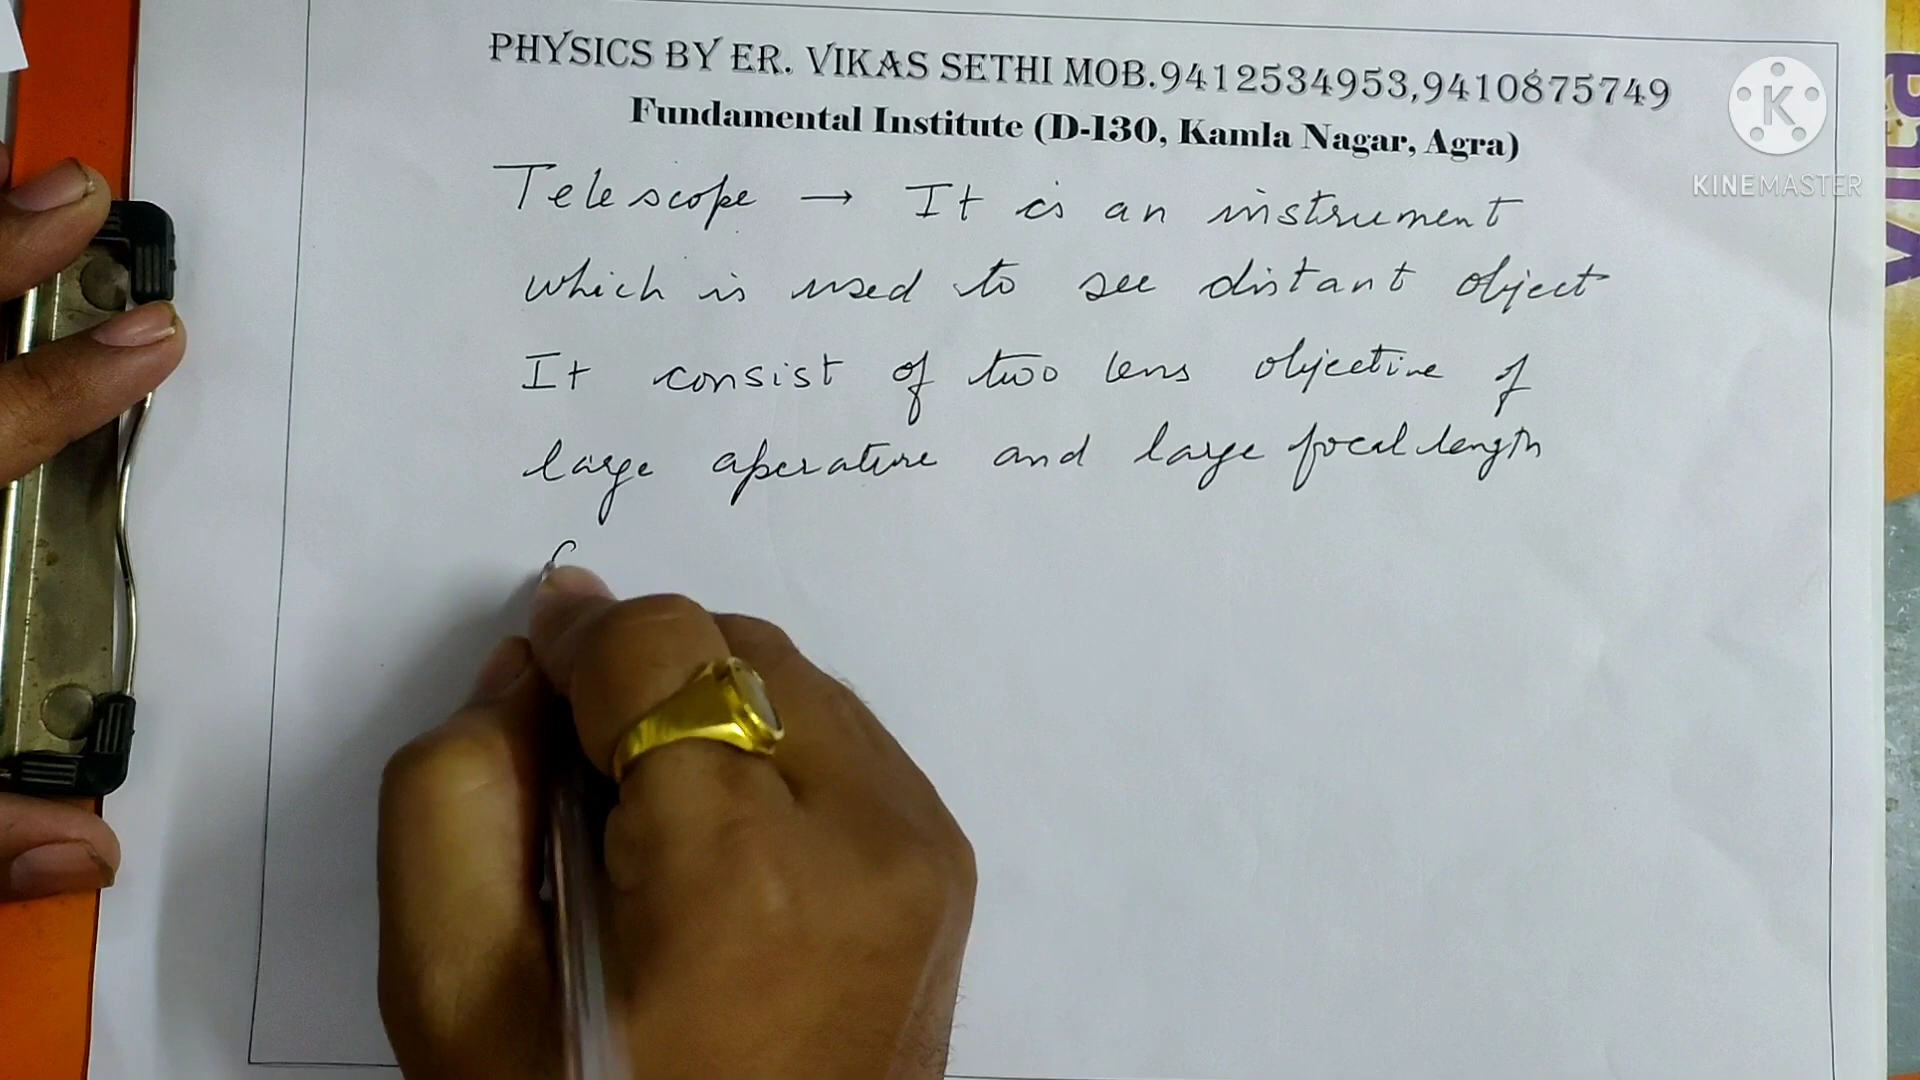 PHYSICS BY ER. VIKAS SETHI MOB.9412534953,9410875749
Fundamental Institute (D-130, Kamla Nagar, Agra)
K
KINEMASTER
Telescope → It is an instrument
which is used to see distant object
It consist of two lens objective of
large aperature and large focal length